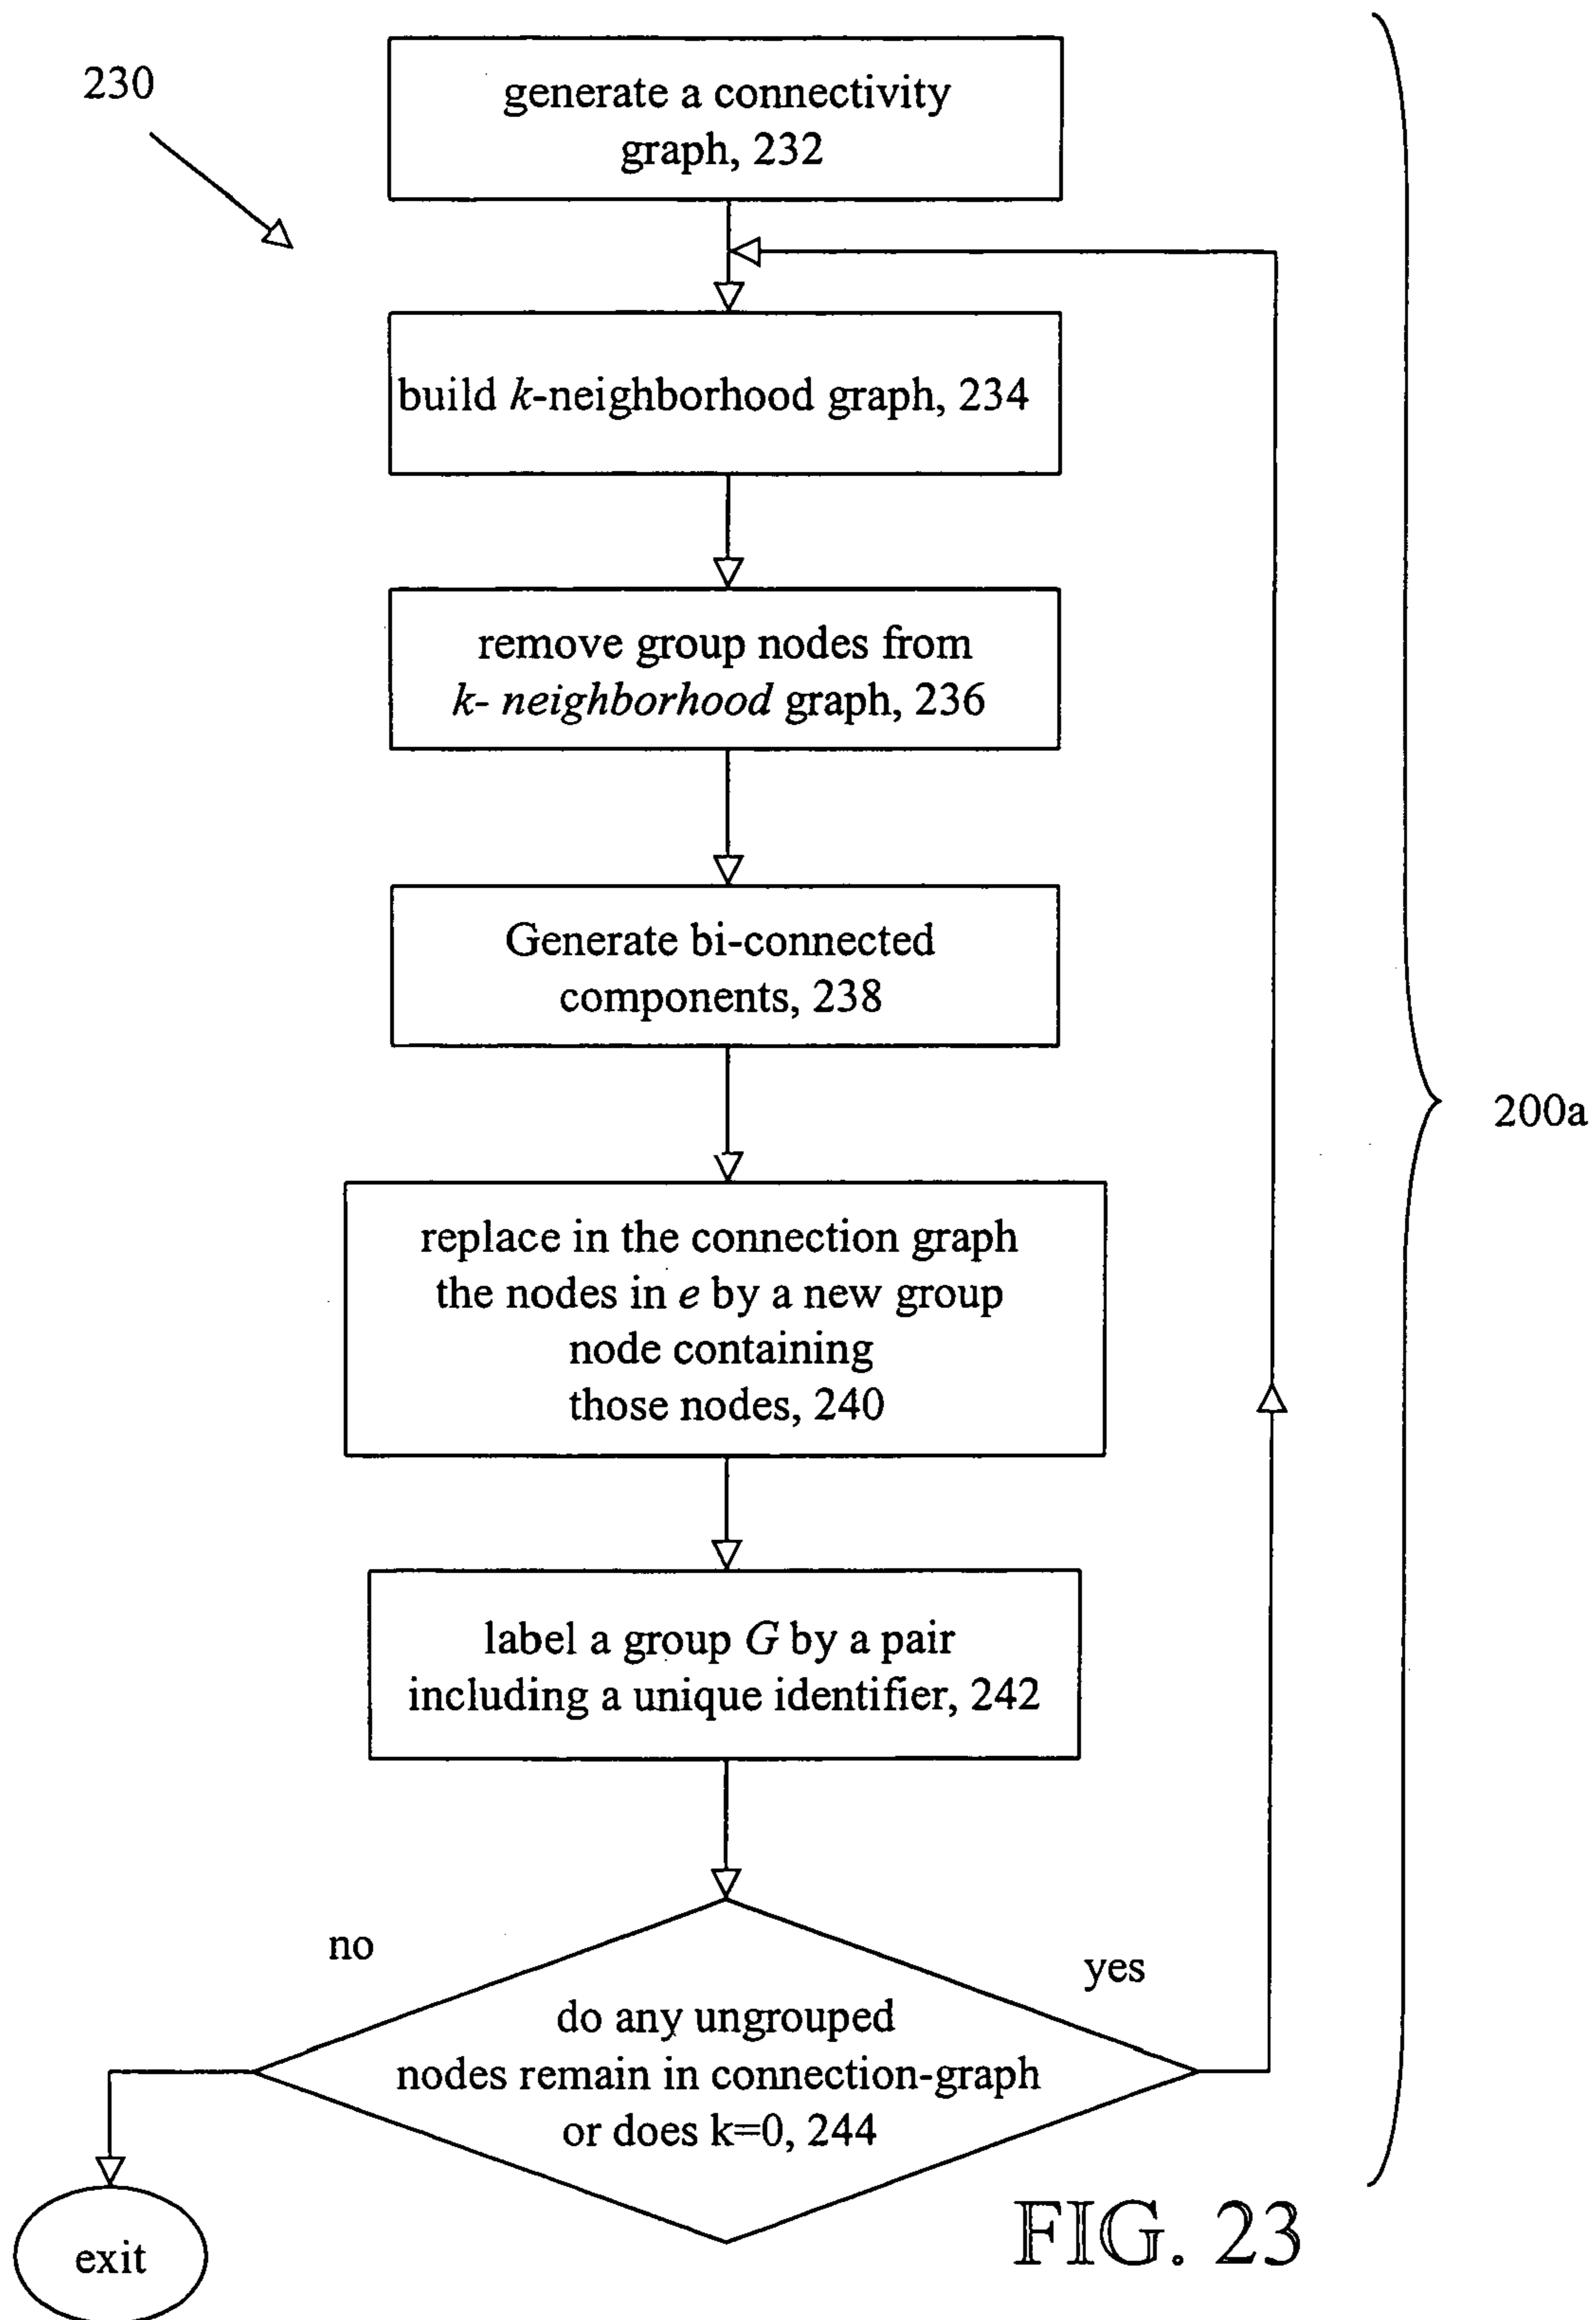 230
generate a connectivity
graph, 232
build k-neighborhood graph, 234
remove group nodes from
k- neighborhood graph, 236
Generate bi-connected
components, 238
200a
replace in the connection graph
the nodes in e by a new group
node containing
those nodes, 240
label a group G by a pair
including a unique identifier, 242
no
yes
do any ungrouped
nodes remain in connection-graph
or does k=0, 244
exit
FIG. 23